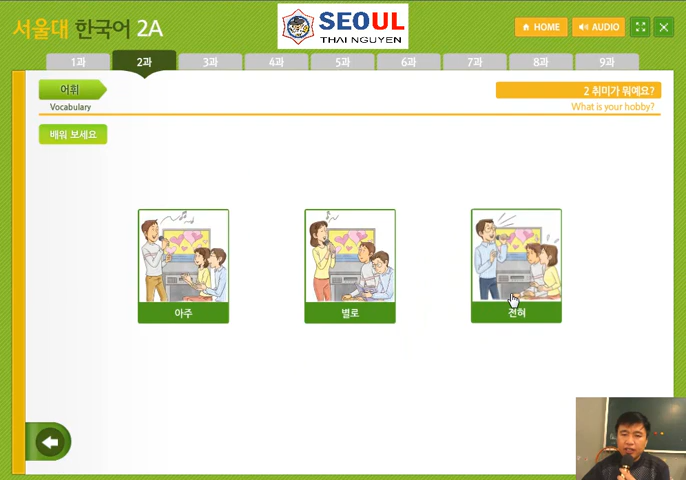 서울대 한국어 2A
SEOUL
THAI NGUYEN
HOME
AUDIO
1과
2과
3과
4과
5과
6과
7과
8과
9과
어휘
Vocabulary
2 취미가 뭐예요?
What is your hobby?
배워 보세요
아주
별로
전혀